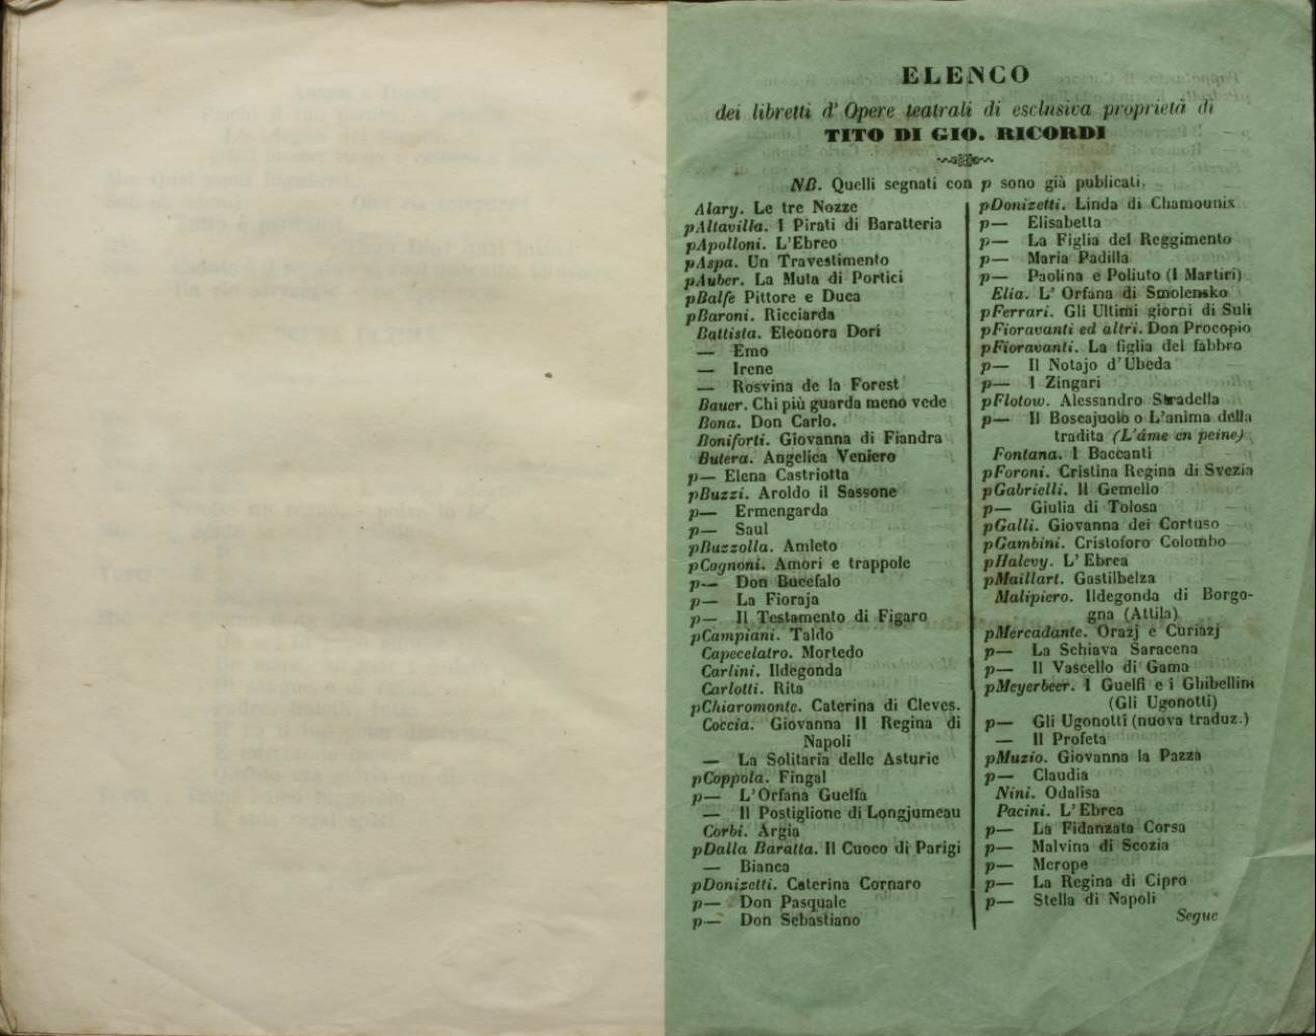 ELENCO
dei libretti d' Opere teatrali di esclusiva proprietà di
TITO DI GIO. RICORDI
NB. Quelli segnati con p sono già publicati.
Alary. Le tre Nozze
pAltavilla. I Pirati di Baratteria
pApolloni. L'Ebreo
pAspa. Un Travestimento
pAuber. La Muta di Portici
pBalfe Pittore e Duca
pBaroni. Ricciarda
Battista. Eleonora Dori
— Emo
— Irene
— Rosvina de la Forest
Bauer. Chi più guarda meno vede
Bona. Don Carlo.
Boniforti. Giovanna di Fiandra
Butera. Angelica Veniero
p— Elena Castriotta
pBuzzi. Aroldo il Sassone
p— Ermengarda
p— Saul
pBuzzolla. Amleto
pCagnoni. Amori e trappole
p— Don Bucefalo
p— La Fioraja
p— Il Testamento di Figaro
pCampiani. Taldo
Capecelatro. Mortedo
Carlini. Ildegonda
Carlotti. Rita
pChiaromonte. Caterina di Cleves.
Coccia. Giovanna II Regina di
Napoli
— La Solitaria delle Asturie
pCoppola. Fingal
p— L'Orfana Guelfa
— Il Postiglione di Longjumeau
Corbi. Argia
pDalla Baratta. Il Cuoco di Parigi
— Bianca
pDonizetti. Caterina Cornaro
p— Don Pasquale
p— Don Sebastiano
pDonizetti. Linda di Chamounix
p— Elisabetta
p— La Figlia del Reggimento
p— Maria Padilla
p— Paolina e Poliuto (I Martiri)
Elia. L' Orfana di Smolensko
pFerrari. Gli Ultimi giorni di Suli
pFioravanti ed altri. Don Procopio
pFioravanti. La figlia del fabbro
p— Il Notajo d'Ubeda
p— I Zingari
pFlotow. Alessandro Stradella
p— Il Boscajuolo o L'anima della
tradita (L'âme en peine)
Fontana. I Baccanti
pForoni. Cristina Regina di Svezia
pGabrielli. Il Gemello
p— Giulia di Tolosa
pGalli. Giovanna dei Cortuso
pGambini. Cristoforo Colombo
pHalevy. L' Ebrea
pMaillart. Gastilbelza
Malipiero. Ildegonda di Borgo-
gna (Attila)
pMercadante. Orazj e Curiazj
p— La Schiava Saracena
p— Il Vascello di Gama
pMeyerbeer. I Guelfi e i Ghibellini
(Gli Ugonotti)
p— Gli Ugonotti (nuova traduz.)
— Il Profeta
pMuzio. Giovanna la Pazza
p— Claudia
Nini. Odalisa
Pacini. L' Ebrea
p— La Fidanzata Corsa
p— Malvina di Scozia
p— Merope
p— La Regina di Cipro
p— Stella di Napoli
Segue